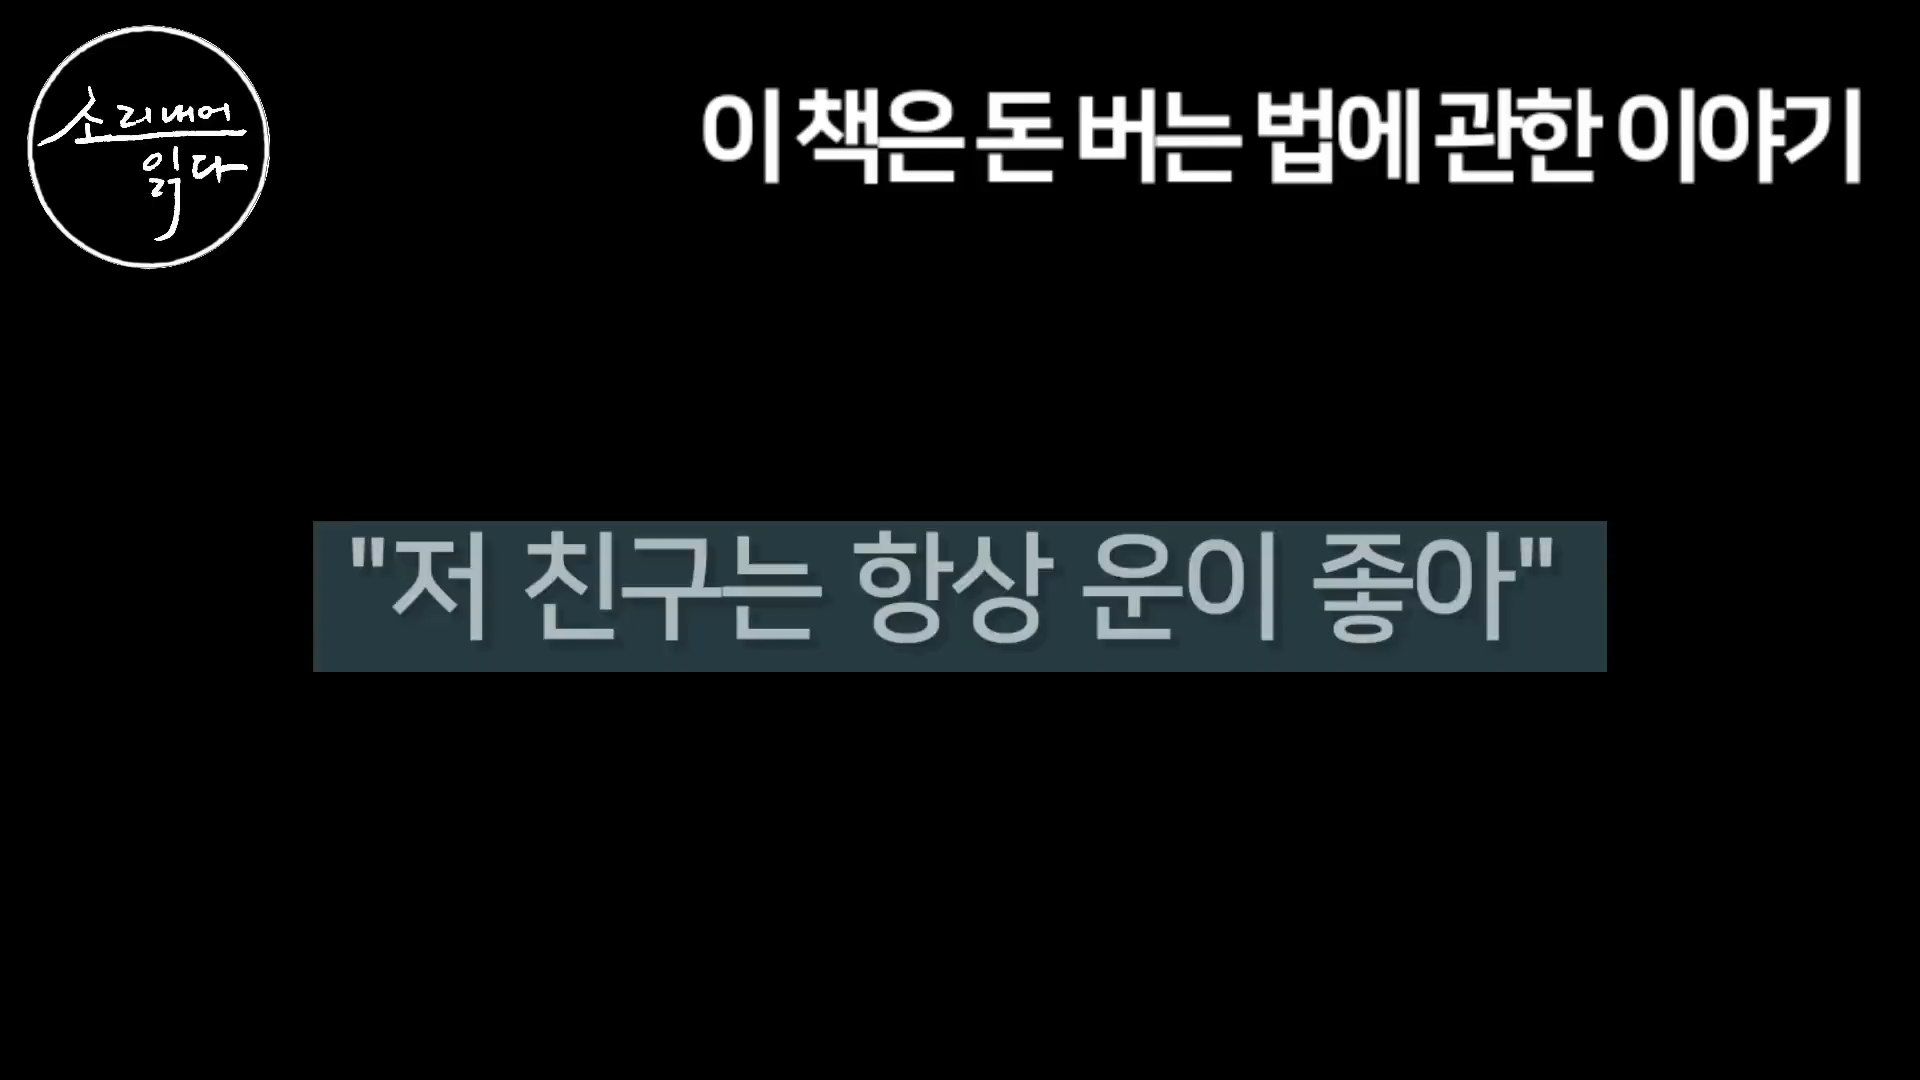 소리내어
읽다
이 책은 돈 버는 법에 관한 이야기
"저 친구는 항상 운이 좋아"